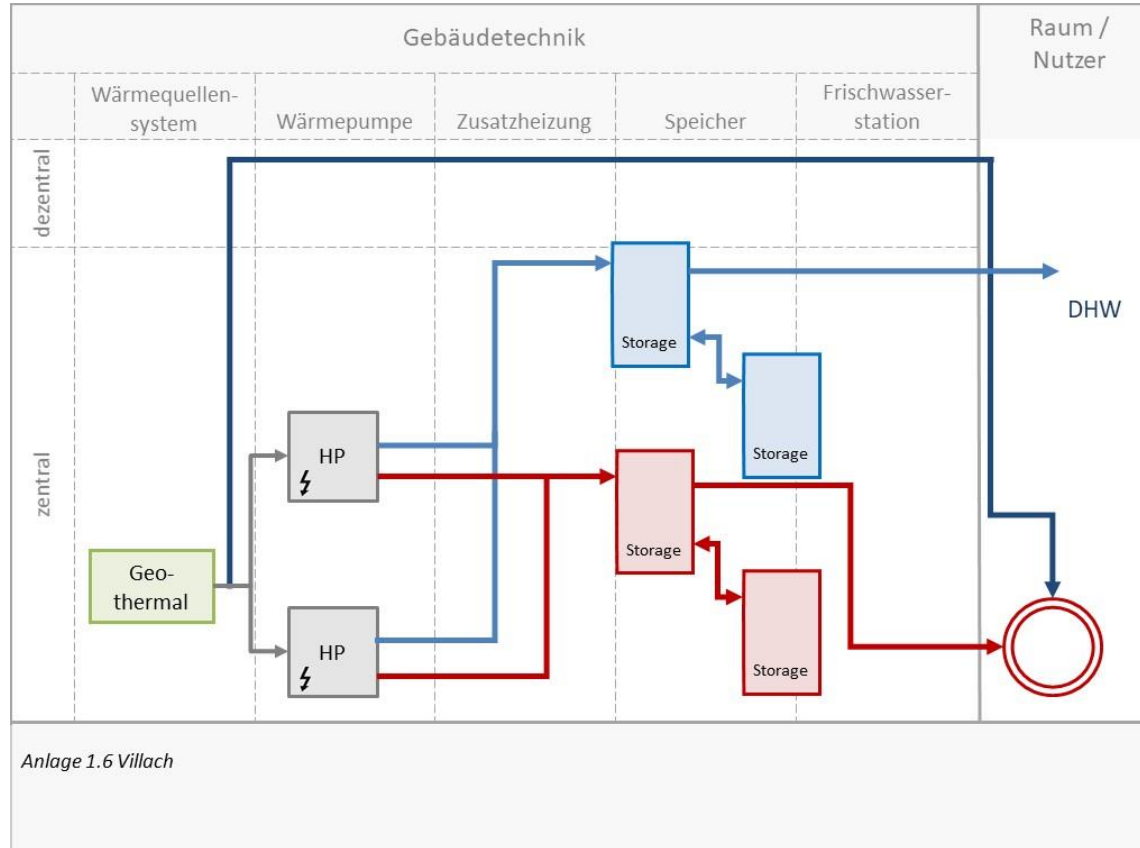 Gebäudetechnik
Raum /
Nutzer
Wärmequellen-
system
Wärmepumpe
Zusatzheizung
Speicher
Frischwasser-
station
dezentral
zentral
Storage
DHW
Storage
HP
Storage
Geo-
thermal
HP
Storage
Anlage 1.6 Villach